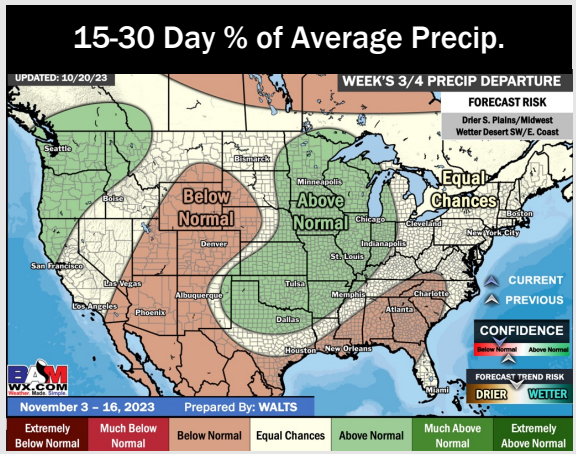 15-30 Day % of Average Precip.
UPDATED: 10/20/23
WEEK'S 3/4 PRECIP DEPARTURE
FORECAST RISK
Drier S. Plains/Midwest
Wetter Desert SW/E. Coast
Seattle
Bismarck
Minneapolis
Equal
Chances
Boise
Below
Normal
Above
Normal
Chicago
Cleveland
Boston
New York City
Denver
Indianapolis
St. Louis
San Francisco
Las Vegas
Los Angeles
Phoenix
Albuquerque
Tulsa
Memphis
Charlotte
Atlanta
Dallas
Houston
New Orleans
Miami
CURRENT
PREVIOUS
CONFIDENCE
Below Normal
Above Normal
FORECAST TREND RISK
DRIER
WETTER
BAM
WX.COM
Weather. Made. Simple.
November 3 – 16, 2023
Prepared By: WALTS
Extremely
Below Normal
Much Below
Normal
Below Normal
Equal Chances
Above Normal
Much Above
Normal
Extremely
Above Normal